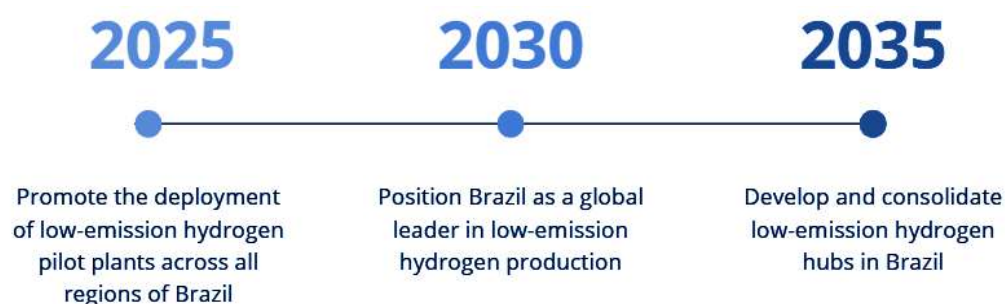 2025
Promote the deployment
of low-emission hydrogen
pilot plants across all
regions of Brazil
2030
Position Brazil as a global
leader in low-emission
hydrogen production
2035
Develop and consolidate
low-emission hydrogen
hubs in Brazil